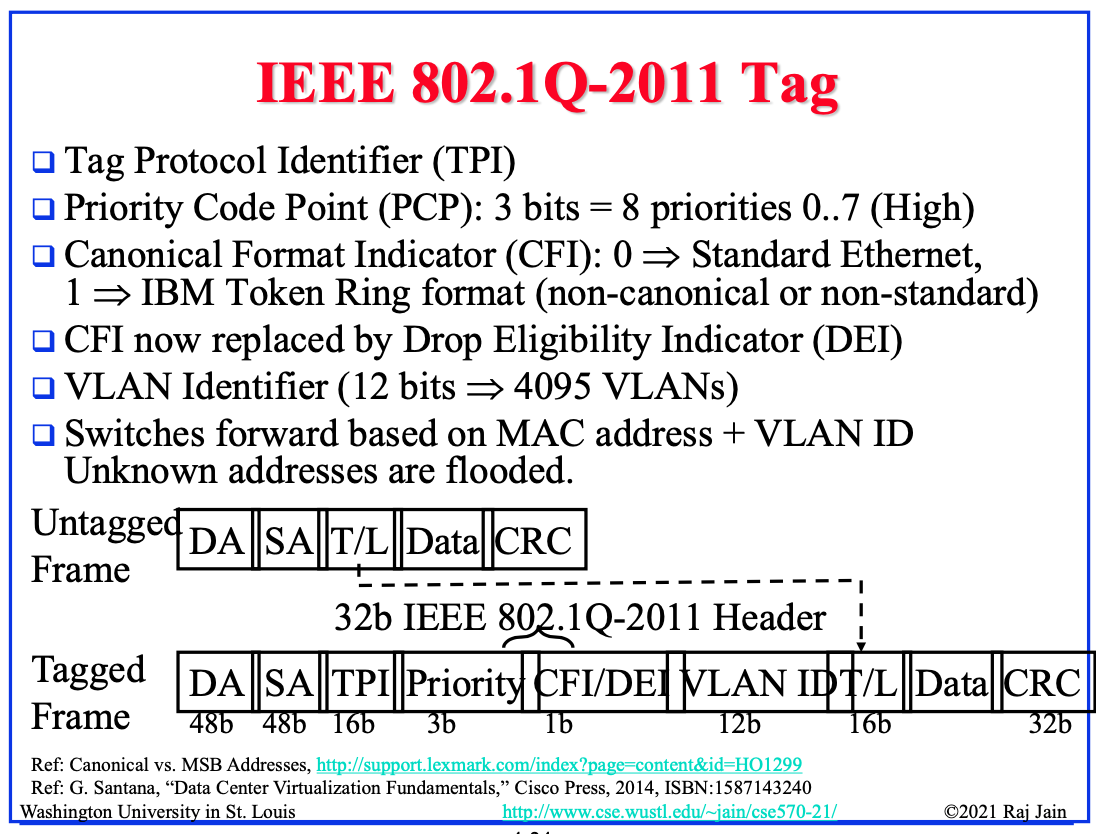 IEEE 802.1Q-2011 Tag
Tag Protocol Identifier (TPI)
Priority Code Point (PCP): 3 bits = 8 priorities 0..7 (High)
Canonical Format Indicator (CFI): 0 ⇒ Standard Ethernet,
1 ⇒ IBM Token Ring format (non-canonical or non-standard)
CFI now replaced by Drop Eligibility Indicator (DEI)
VLAN Identifier (12 bits ⇒ 4095 VLANs)
Switches forward based on MAC address + VLAN ID
Unknown addresses are flooded.
Untagged
Frame
DA SA T/L Data CRC
32b IEEE 802.1Q-2011 Header
Tagged
Frame
DA SA TPI Priority CFI/DEI VLAN ID T/L Data CRC
48b 48b 16b 3b 1b 12b 16b 32b
Ref: Canonical vs. MSB Addresses, http://support.lexmark.com/index?page=content&id=HO1299
Ref: G. Santana, “Data Center Virtualization Fundamentals,” Cisco Press, 2014, ISBN:1587143240
Washington University in St. Louis http://www.cse.wustl.edu/~jain/cse570-21/ ©2021 Raj Jain